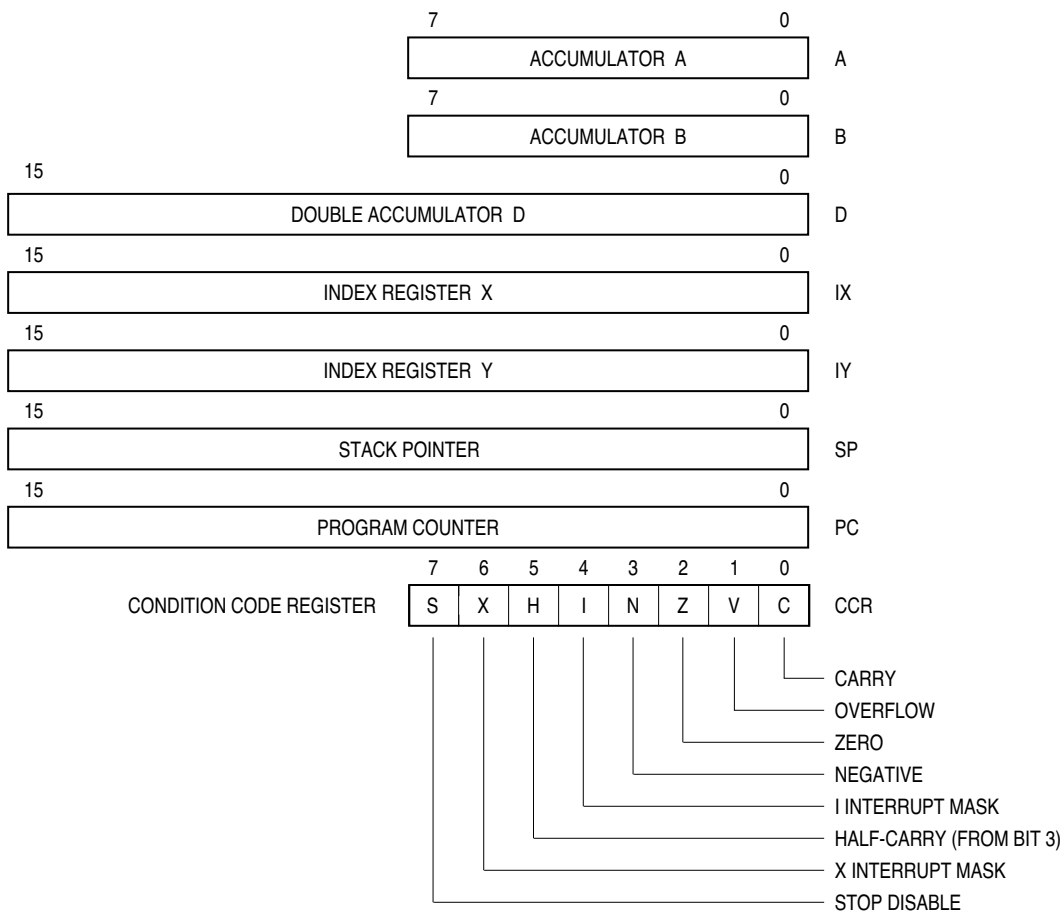 7 0
ACCUMULATOR A A
7 0
ACCUMULATOR B B
15 0
DOUBLE ACCUMULATOR D D
15 0
INDEX REGISTER X IX
15 0
INDEX REGISTER Y IY
15 0
STACK POINTER SP
15 0
PROGRAM COUNTER PC
7 6 5 4 3 2 1 0
CONDITION CODE REGISTER S X H I N Z V C CCR
CARRY
OVERFLOW
ZERO
NEGATIVE
I INTERRUPT MASK
HALF-CARRY (FROM BIT 3)
X INTERRUPT MASK
STOP DISABLE